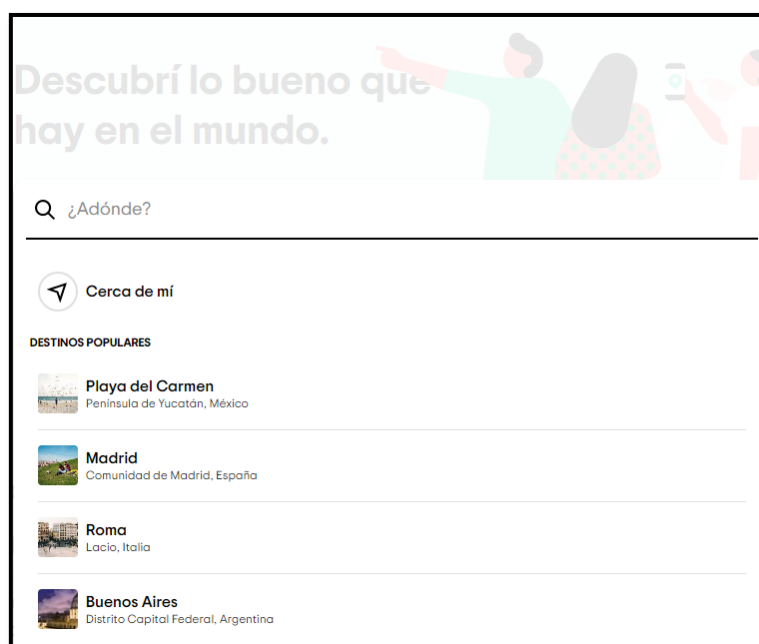 Descubrí lo bueno que
hay en el mundo.
¿Adónde?
Cerca de mí
DESTINOS POPULARES
Playa del Carmen
Península de Yucatán, México
Madrid
Comunidad de Madrid, España
Roma
Lacio, Italia
Buenos Aires
Distrito Capital Federal, Argentina